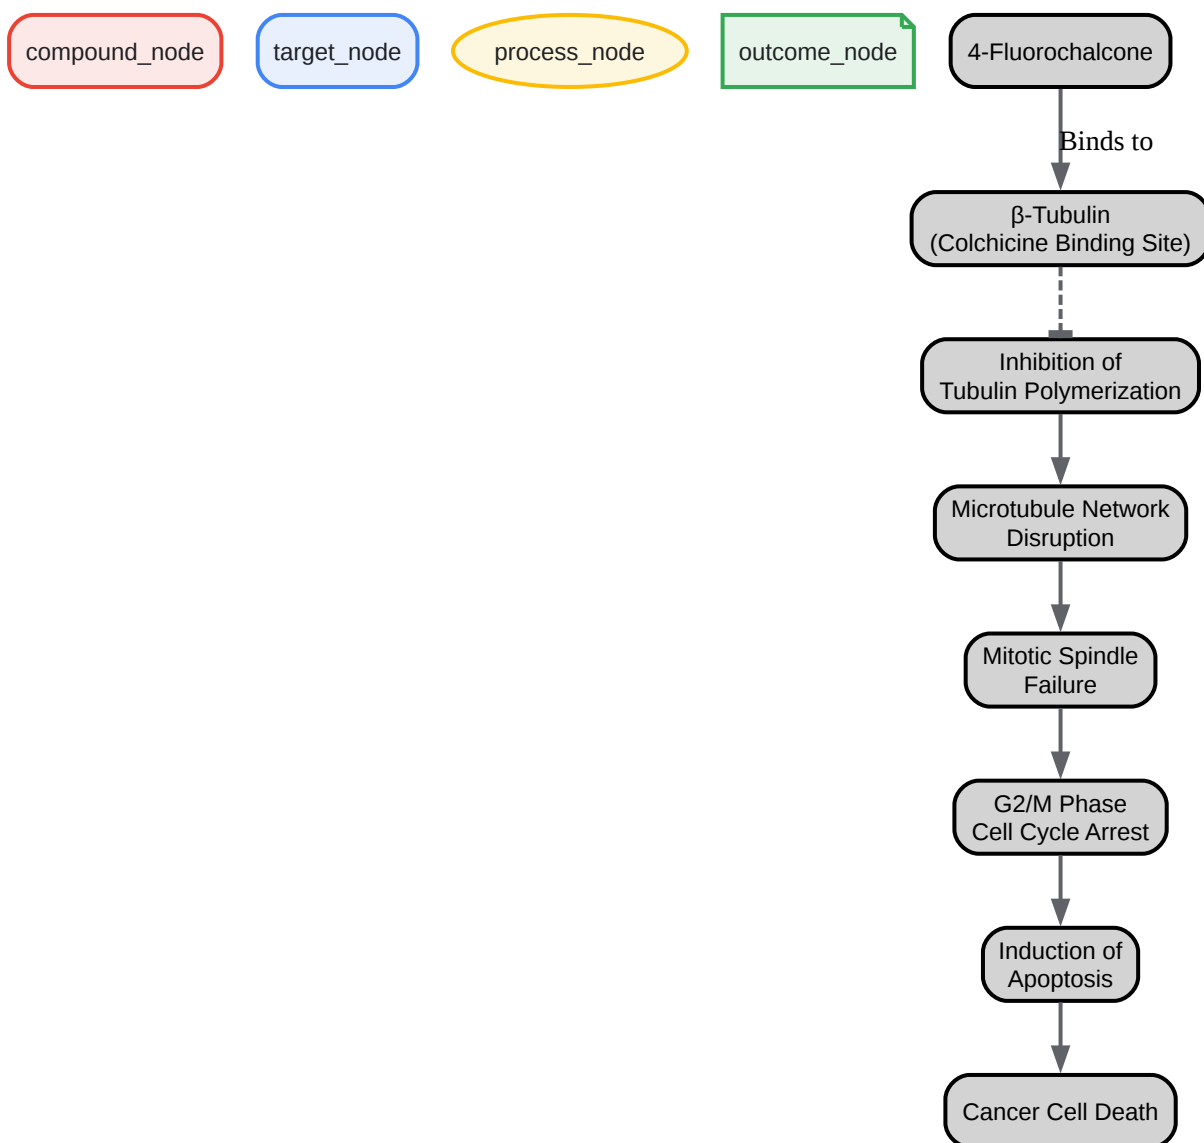 compound_node
target_node
process_node
outcome_node
4-Fluorochalcone
Binds to
β-Tubulin
(Colchicine Binding Site)
Inhibition of
Tubulin Polymerization
Microtubule Network
Disruption
Mitotic Spindle
Failure
G2/M Phase
Cell Cycle Arrest
Induction of
Apoptosis
Cancer Cell Death